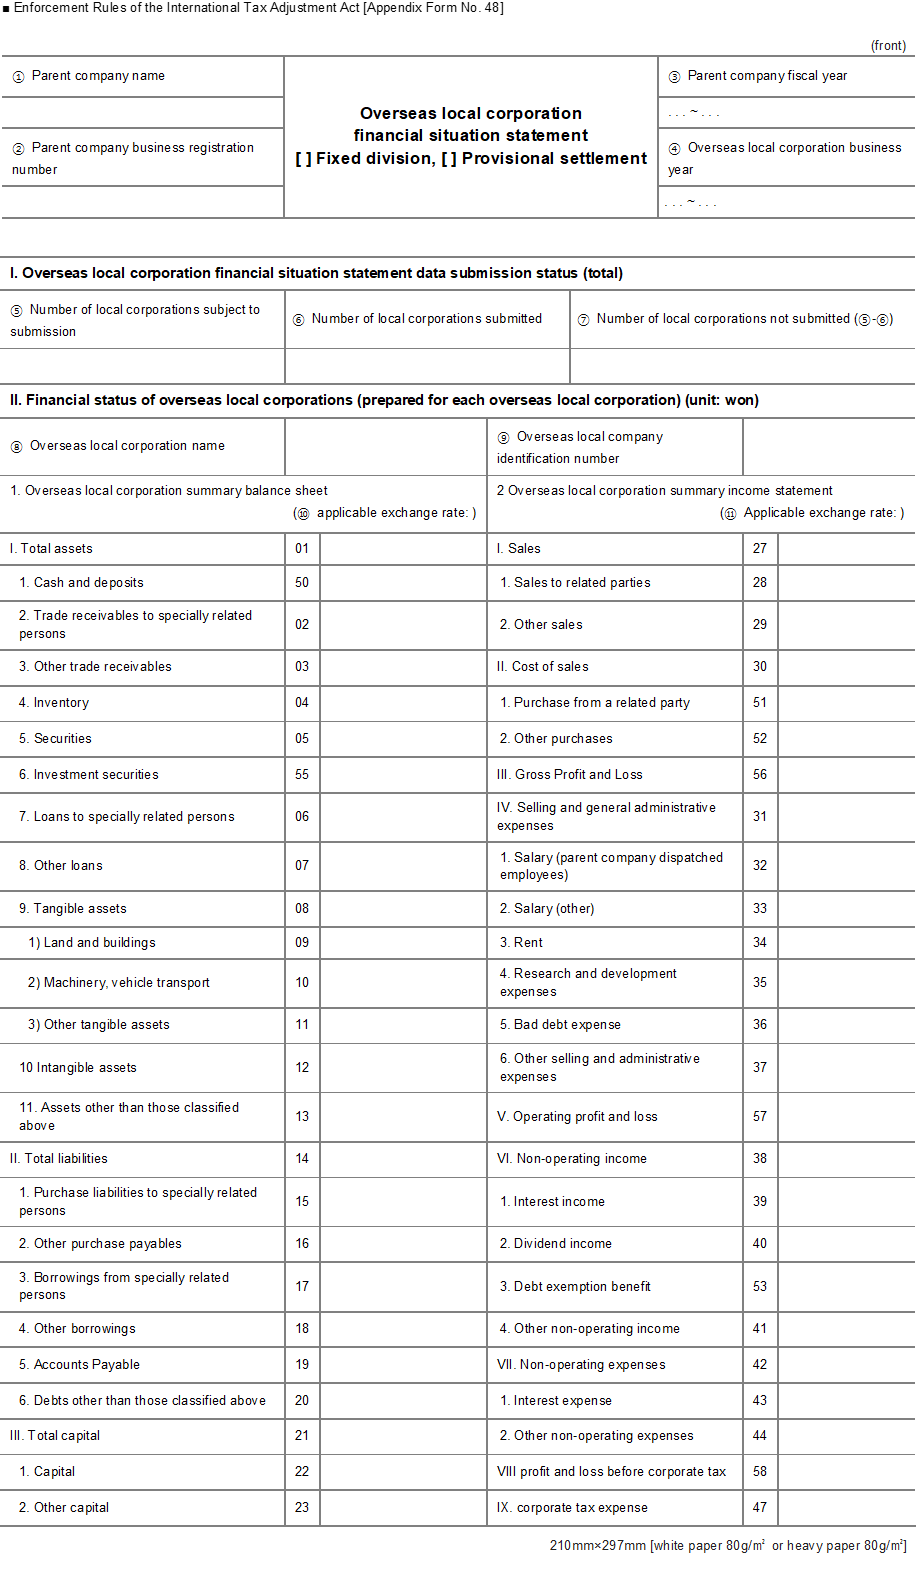 ■ Enforcement Rules of the International Tax Adjustment Act [Appendix Form No. 48]
(front)
① Parent company name
Overseas local corporation
financial situation statement
[ ] Fixed division, [ ] Provisional settlement
③ Parent company fiscal year
. . . ~ . . .
② Parent company business registration
number
④ Overseas local corporation business
year
. . . ~ . . .
I. Overseas local corporation financial situation statement data submission status (total)
⑤ Number of local corporations subject to
submission
⑥ Number of local corporations submitted
⑦ Number of local corporations not submitted (⑤-⑥)
II. Financial status of overseas local corporations (prepared for each overseas local corporation) (unit: won)
⑧ Overseas local corporation name
⑨ Overseas local company
identification number
1. Overseas local corporation summary balance sheet
(⑩ applicable exchange rate: )
2 Overseas local corporation summary income statement
(⑪ Applicable exchange rate: )
I. Total assets 01
I. Sales 27
1. Cash and deposits 50
1. Sales to related parties 28
2. Trade receivables to specially related
persons 02
2. Other sales 29
3. Other trade receivables 03
II. Cost of sales 30
4. Inventory 04
1. Purchase from a related party 51
5. Securities 05
2. Other purchases 52
6. Investment securities 55
III. Gross Profit and Loss 56
7. Loans to specially related persons 06
IV. Selling and general administrative
expenses 31
8. Other loans 07
1. Salary (parent company dispatched
employees) 32
9. Tangible assets 08
2. Salary (other) 33
1) Land and buildings 09
3. Rent 34
2) Machinery, vehicle transport 10
4. Research and development
expenses 35
3) Other tangible assets 11
5. Bad debt expense 36
10 Intangible assets 12
6. Other selling and administrative
expenses 37
11. Assets other than those classified
above 13
V. Operating profit and loss 57
II. Total liabilities 14
VI. Non-operating income 38
1. Purchase liabilities to specially related
persons 15
1. Interest income 39
2. Other purchase payables 16
2. Dividend income 40
3. Borrowings from specially related
persons 17
3. Debt exemption benefit 53
4. Other borrowings 18
4. Other non-operating income 41
5. Accounts Payable 19
VII. Non-operating expenses 42
6. Debts other than those classified above 20
1. Interest expense 43
III. Total capital 21
2. Other non-operating expenses 44
1. Capital 22
VIII profit and loss before corporate tax 58
2. Other capital 23
IX. corporate tax expense 47
210mm×297mm [white paper 80g/㎡ or heavy paper 80g/㎡]